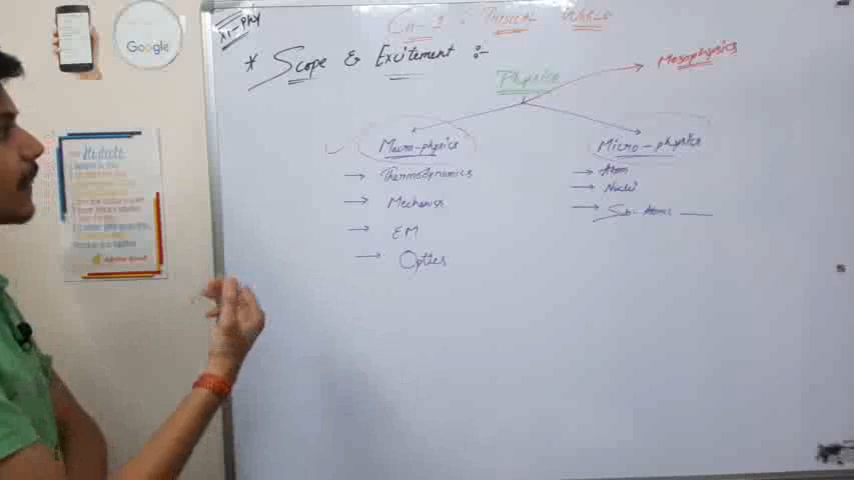 XI-PHY
CH-1 : PHYSICAL WORLD
* Scope & Excitement :-
Physics
Mesophysics
Macro-physics
Micro-physics
→ Thermodynamics
→ Mechanics
→ EM
→ Optics
→ Atom
→ Nuclei
→ Sub-Atomic
Google